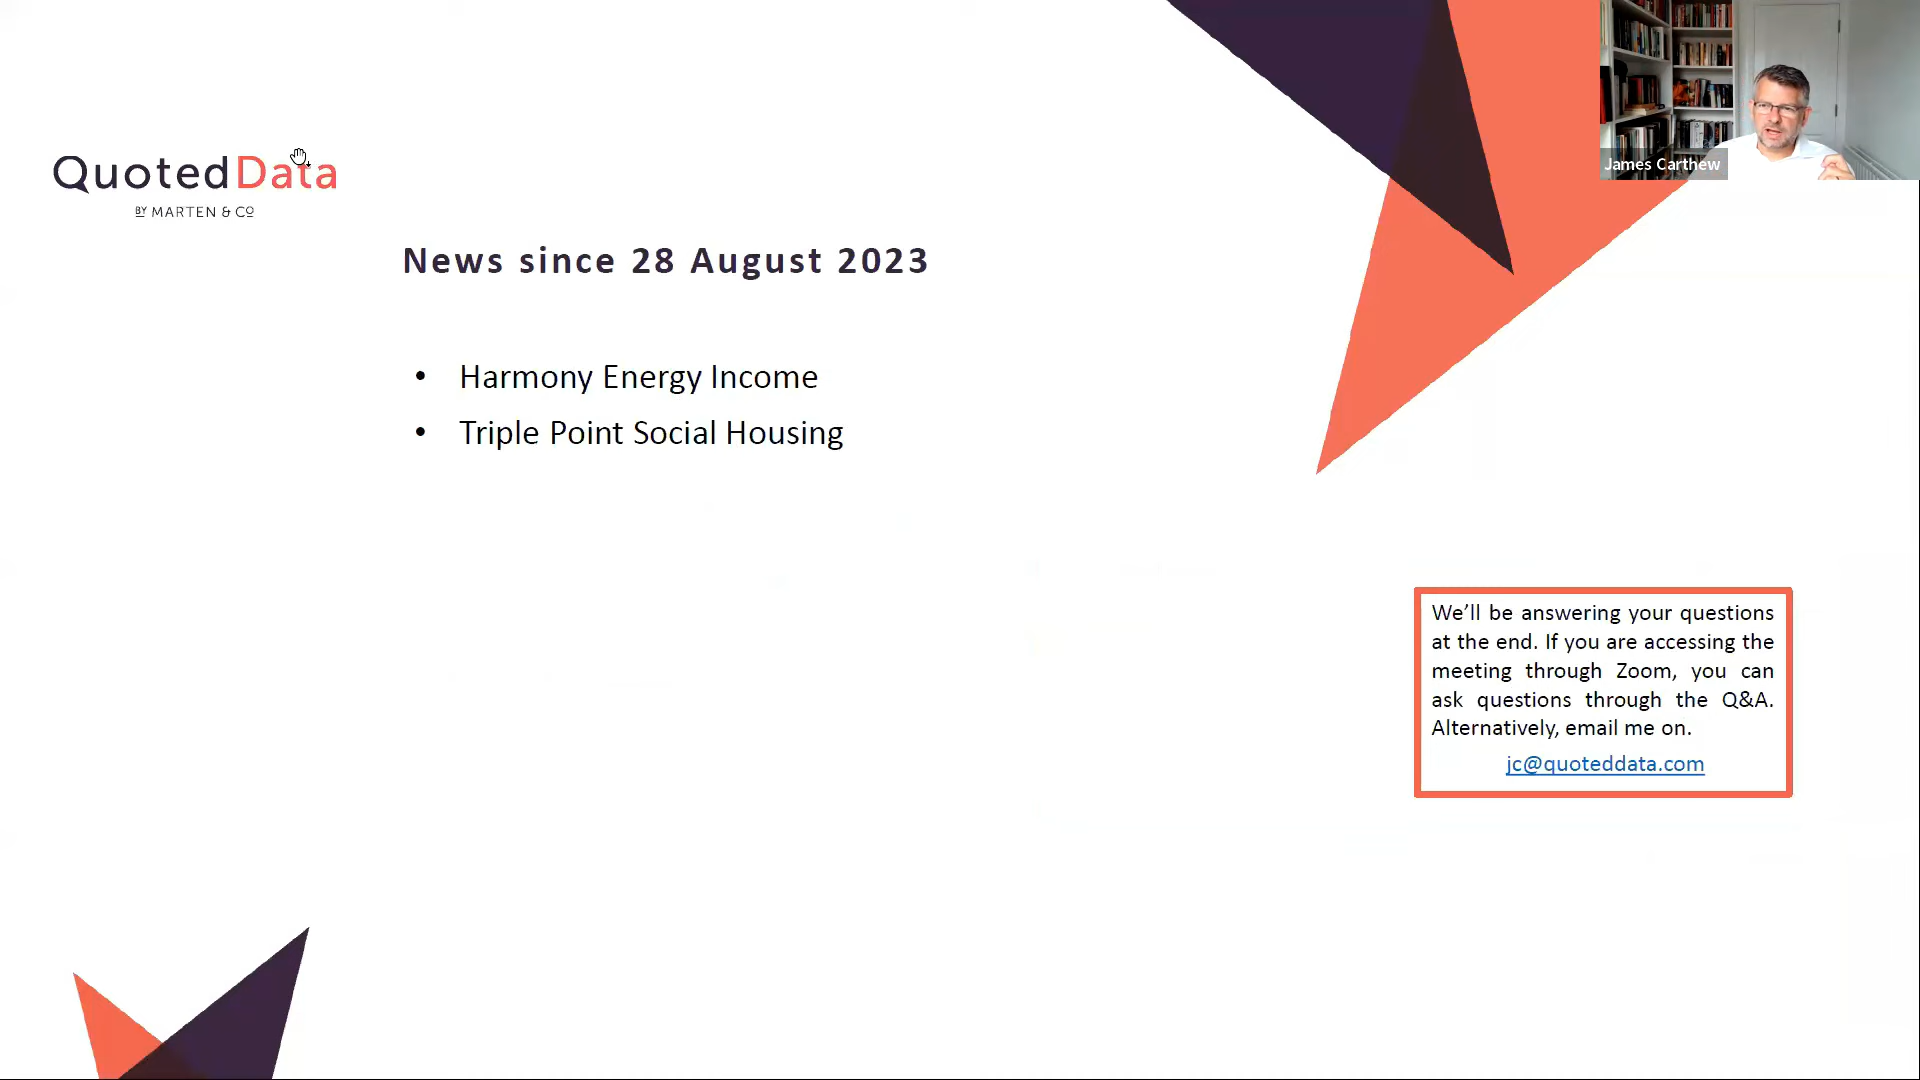 James Carthew
QuotedData
BY MARTEN & CO
News since 28 August 2023
• Harmony Energy Income
• Triple Point Social Housing
We’ll be answering your questions
at the end. If you are accessing the
meeting through Zoom, you can
ask questions through the Q&A.
Alternatively, email me on.
jc@quoteddata.com